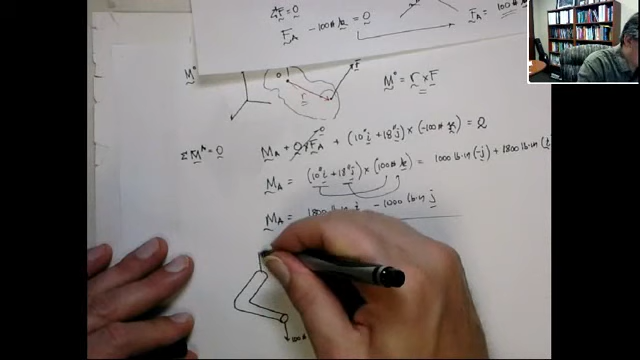 ΣF = 0
F_A - 100# k = 0
F_A = 100# k
M° O r F M° = r × F
ΣM^A = 0 M_A + 0 × F_A + (10"i + 18"j) × (-100# k) = 0
M_A = (10"i + 18"j) × (100# k) = 1000 lb·in (-j) + 1800 lb·in (i
M_A = 1800 lb·in i - 1000 lb·in j
100#